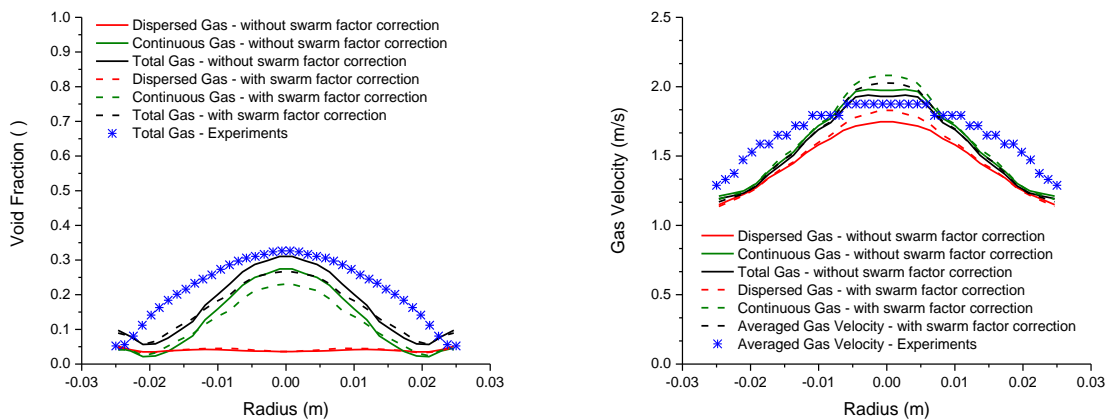 1.0
0.9
0.8
0.7
0.6
0.5
0.4
0.3
0.2
0.1
0.0
Void Fraction ( )
Dispersed Gas - without swarm factor correction
Continuous Gas - without swarm factor correction
Total Gas - without swarm factor correction
Dispersed Gas - with swarm factor correction
Continuous Gas - with swarm factor correction
Total Gas - with swarm factor correction
Total Gas - Experiments
-0.03 -0.02 -0.01 0.00 0.01 0.02 0.03
Radius (m)
2.5
2.0
1.5
1.0
0.5
0.0
Gas Velocity (m/s)
Dispersed Gas - without swarm factor correction
Continuous Gas - without swarm factor correction
Total Gas - without swarm factor correction
Dispersed Gas - with swarm factor correction
Continuous Gas - with swarm factor correction
Averaged Gas Velocity - with swarm factor correction
Averaged Gas Velocity - Experiments
-0.03 -0.02 -0.01 0.00 0.01 0.02 0.03
Radius (m)